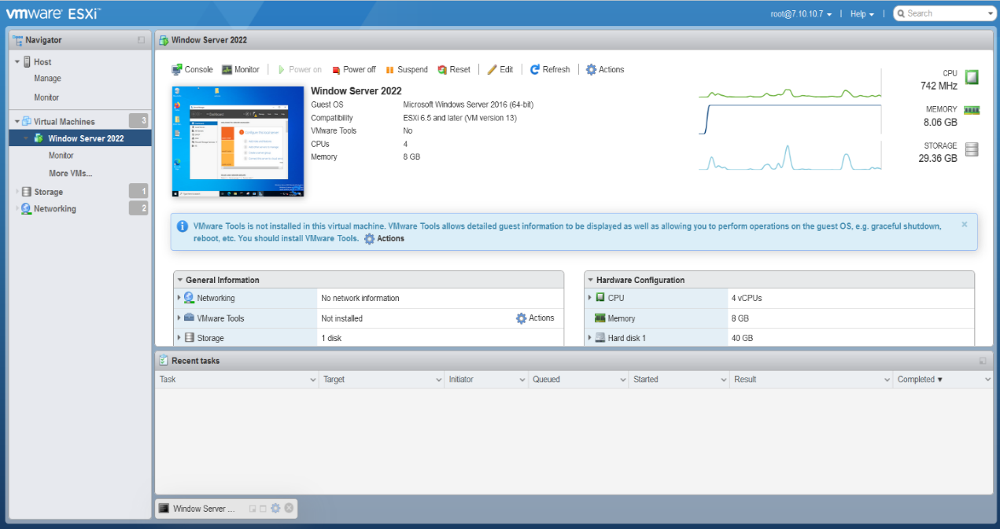 vmware ESXi™
root@7.10.10.7 | Help | Search
Navigator
Host
Manage
Monitor
Virtual Machines 3
Window Server 2022
Monitor
More VMs...
Storage 1
Networking 2
Window Server 2022
Console Monitor Power on Power off Suspend Reset Edit Refresh Actions
Window Server 2022
Guest OS Microsoft Windows Server 2016 (64-bit)
Compatibility ESXi 6.5 and later (VM version 13)
VMware Tools No
CPUs 4
Memory 8 GB
CPU
742 MHz
MEMORY
8.06 GB
STORAGE
29.36 GB
VMware Tools is not installed in this virtual machine. VMware Tools allows detailed guest information to be displayed as well as allowing you to perform operations on the guest OS, e.g. graceful shutdown,
reboot, etc. You should install VMware Tools. Actions
General Information
Networking No network information
VMware Tools Not installed Actions
Storage 1 disk
Hardware Configuration
CPU 4 vCPUs
Memory 8 GB
Hard disk 1 40 GB
Recent tasks
Task Target Initiator Queued Started Result Completed ▼
Window Server ...